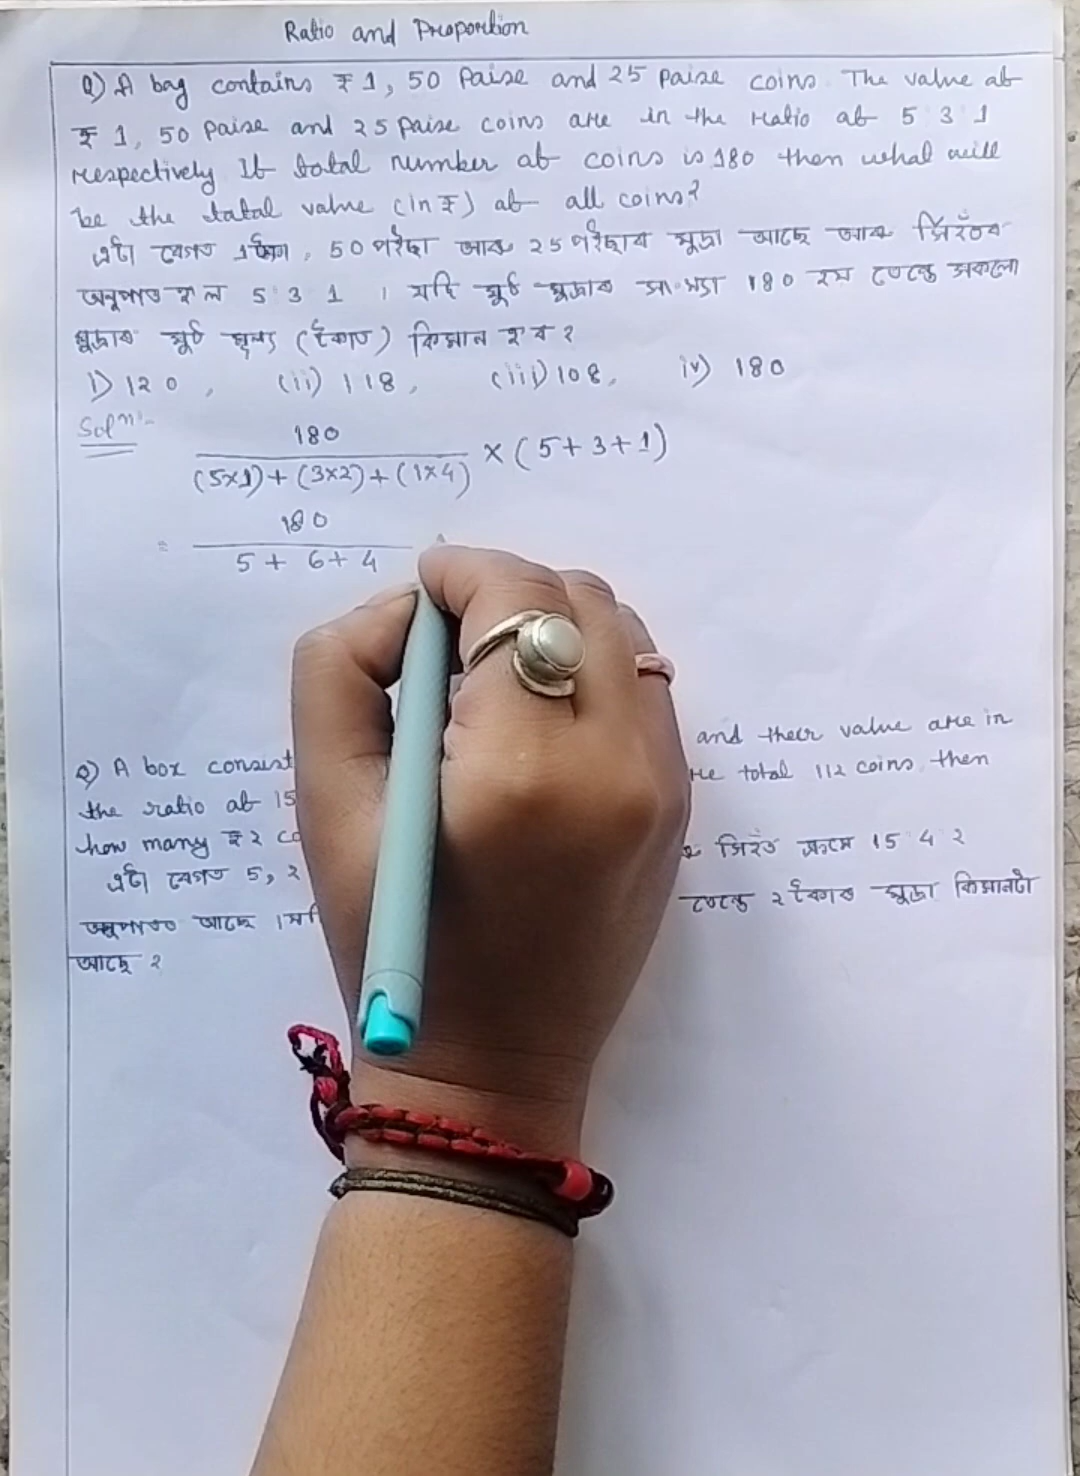 Ratio and Proportion
Q) A bag contains ₹ 1, 50 Paise and 25 paise coins. The value of
₹ 1, 50 paise and 25 paise coins are in the ratio of 5 3 1
respectively If total number of coins is 180 then what will
be the total value (in ₹) of all coins?
এটা বেগত 1 টকা, 50 পইছা আৰু 25 পইছাৰ মুদ্ৰা আছে আৰু সিহঁতৰ
অনুপাত হ'ল 5 3 1 । যদি মুঠ মুদ্ৰাৰ সংখ্যা 180 হয় তেন্তে সকলো
মুদ্ৰাৰ মুঠ মূল্য (টকাত) কিমান হ'ব ?
i) 120, (ii) 118, (iii) 108, iv) 180
Solⁿ:-
180
(5×1)+(3×2)+(1×4) × (5+3+1)
= 180
5 + 6 + 4
and their value are in
Q) A box consist
the ratio of 15 total 112 coins, then
how many ₹ 2
সিহঁত ক্ৰমে 15 4 2
এটা বেগত 5, 2
তেন্তে 2 টকাৰ মুদ্ৰা কিমানটা
অনুপাতত আছে ।
আছে ?